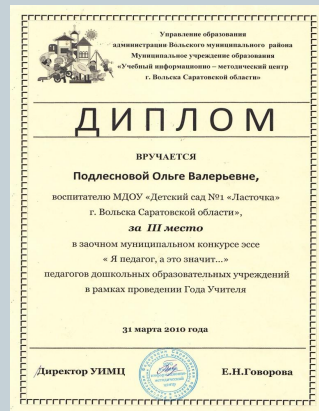 Управление образования
администрации Вольского муниципального района
Муниципальное учреждение образования
«Учебный информационно – методический центр
г. Вольска Саратовской области»
ДИПЛОМ
ВРУЧАЕТСЯ
Подлесновой Ольге Валерьевне,
воспитателю МДОУ «Детский сад №1 «Ласточка»
г. Вольска Саратовской области»,
за III место
в заочном муниципальном конкурсе эссе
« Я педагог, а это значит...»
педагогов дошкольных образовательных учреждений
в рамках проведении Года Учителя
31 марта 2010 года
Директор УИМЦ Е.Н.Говорова